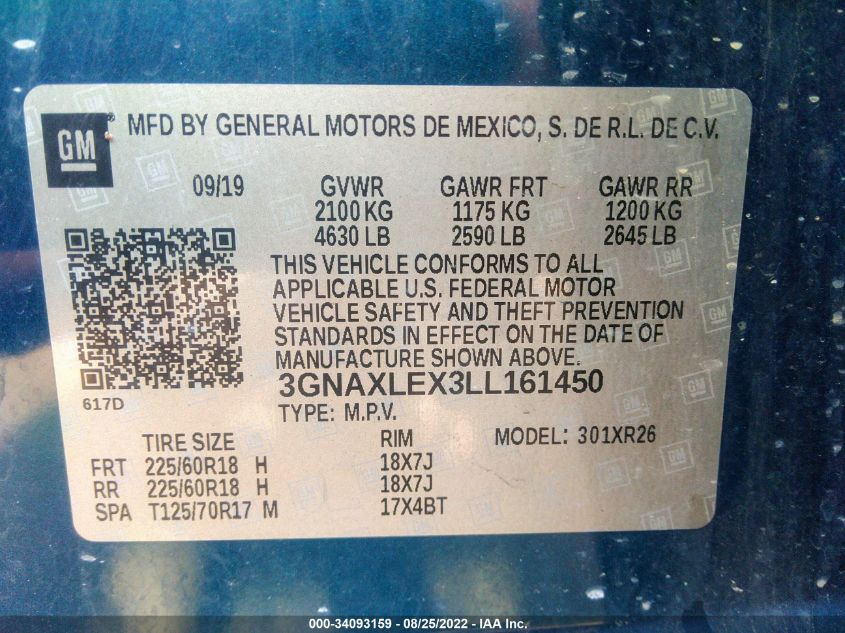 GM MFD BY GENERAL MOTORS DE MEXICO, S. DE R.L. DE C.V.
09/19 GVWR GAWR FRT GAWR RR
2100 KG 1175 KG 1200 KG
4630 LB 2590 LB 2645 LB
THIS VEHICLE CONFORMS TO ALL
APPLICABLE U.S. FEDERAL MOTOR
VEHICLE SAFETY AND THEFT PREVENTION
STANDARDS IN EFFECT ON THE DATE OF
MANUFACTURE SHOWN ABOVE.
3GNAXLEX3LL161450
617D
TYPE: M.P.V.
TIRE SIZE RIM MODEL: 301XR26
FRT 225/60R18 H 18X7J
RR 225/60R18 H 18X7J
SPA T125/70R17 M 17X4BT
000-34093159 - 08/25/2022 - IAA Inc.